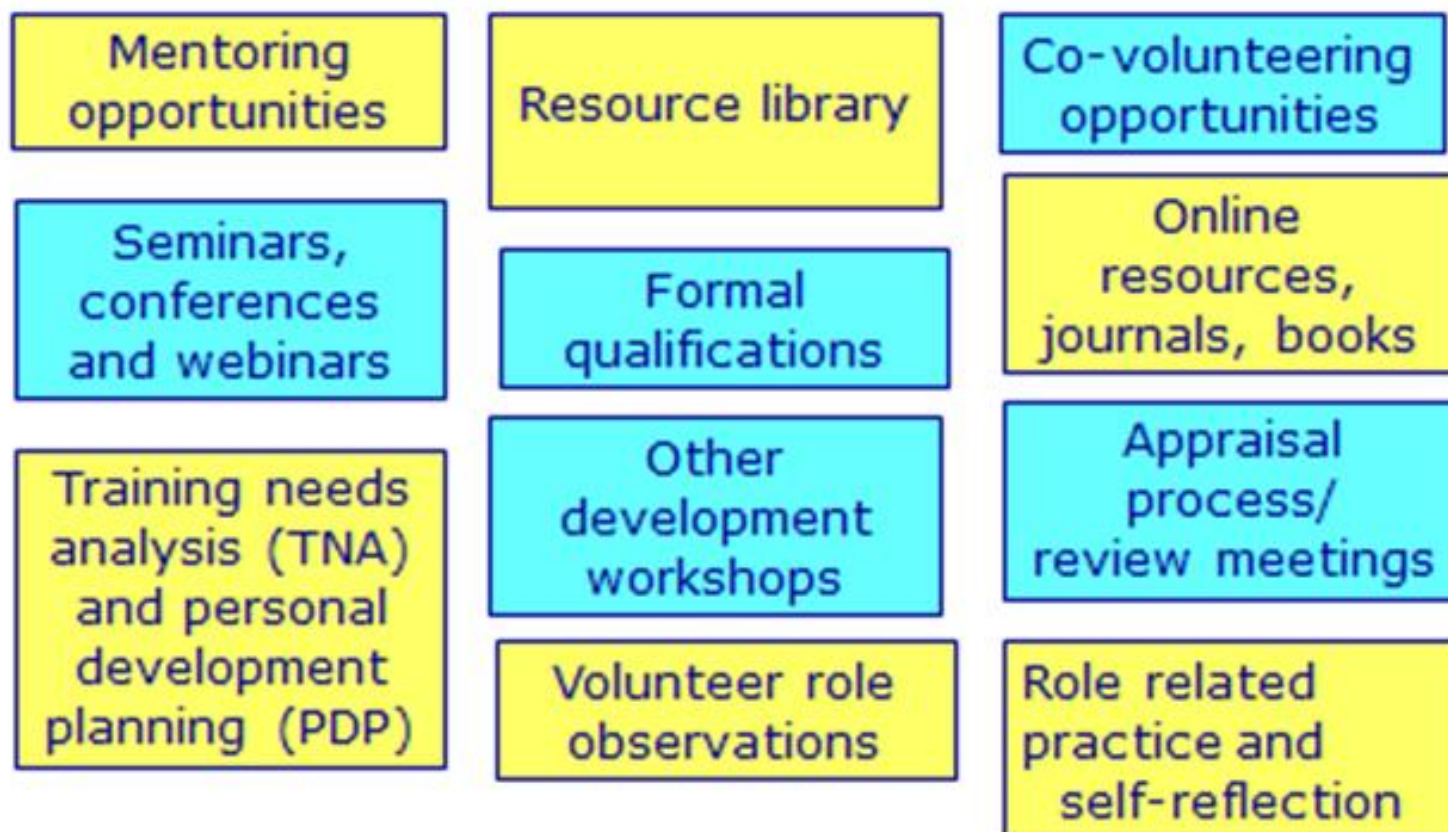 Mentoring
opportunities
Resource library
Co-volunteering
opportunities
Seminars,
conferences
and webinars
Formal
qualifications
Online
resources,
journals, books
Training needs
analysis (TNA)
and personal
development
planning (PDP)
Other
development
workshops
Appraisal
process/
review meetings
Volunteer role
observations
Role related
practice and
self-reflection